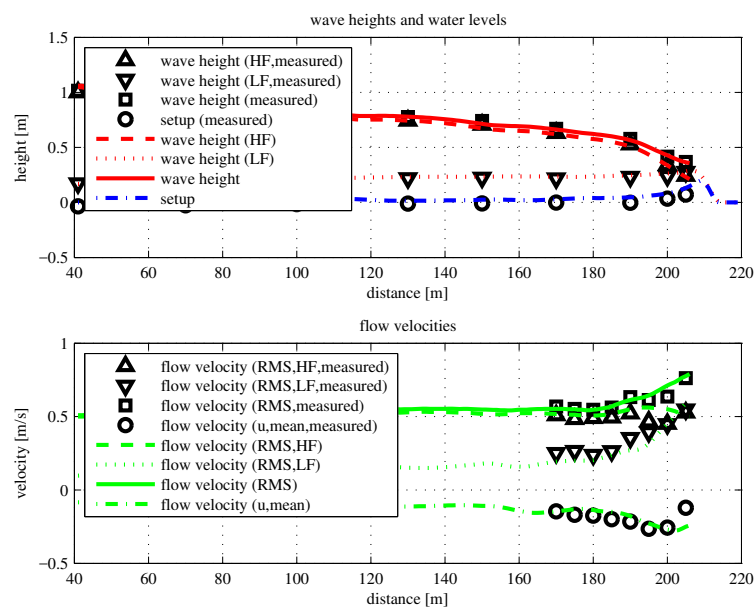 wave heights and water levels
1.5
1
0.5
0
−0.5
height [m]
wave height (HF,measured)
wave height (LF,measured)
wave height (measured)
setup (measured)
wave height (HF)
wave height (LF)
wave height
setup
40 60 80 100 120 140 160 180 200 220
distance [m]
flow velocities
1
0.5
0
−0.5
velocity [m/s]
flow velocity (RMS,HF,measured)
flow velocity (RMS,LF,measured)
flow velocity (RMS,measured)
flow velocity (u,mean,measured)
flow velocity (RMS,HF)
flow velocity (RMS,LF)
flow velocity (RMS)
flow velocity (u,mean)
40 60 80 100 120 140 160 180 200 220
distance [m]